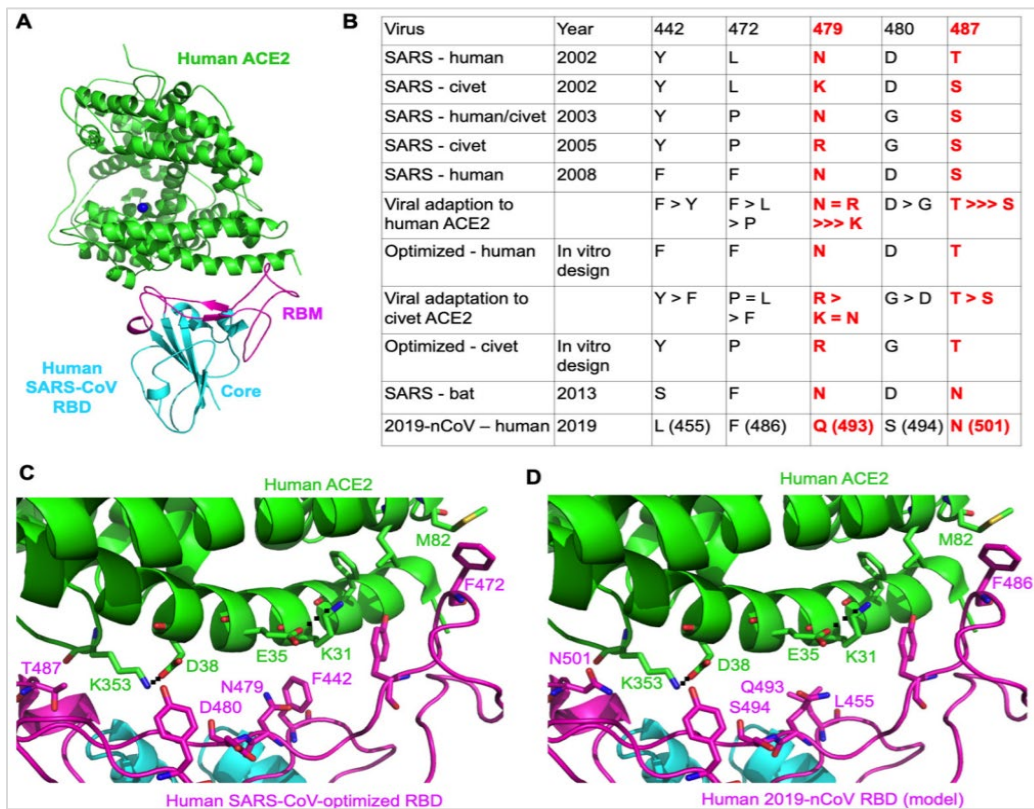 A
Human ACE2
RBM
Human
SARS-CoV
RBD
Core
B
Virus Year 442 472 479 480 487
SARS - human 2002 Y L N D T
SARS - civet 2002 Y L K D S
SARS - human/civet 2003 Y P N G S
SARS - civet 2005 Y P R G S
SARS - human 2008 F F N D S
Viral adaption to F > Y F > L N = R D > G T >>> S
human ACE2 > P >>> K
Optimized - human In vitro F F N D T
design
Viral adaptation to Y > F P = L R > G > D T > S
civet ACE2 > F K = N
Optimized - civet In vitro Y P R G T
design
SARS - bat 2013 S F N D N
2019-nCoV – human 2019 L (455) F (486) Q (493) S (494) N (501)
C
Human ACE2
M82
F472
E35
K31
D38
T487
K353
N479
F442
D480
Human SARS-CoV-optimized RBD
D
Human ACE2
M82
F486
E35
K31
D38
N501
K353
Q493
S494
L455
Human 2019-nCoV RBD (model)